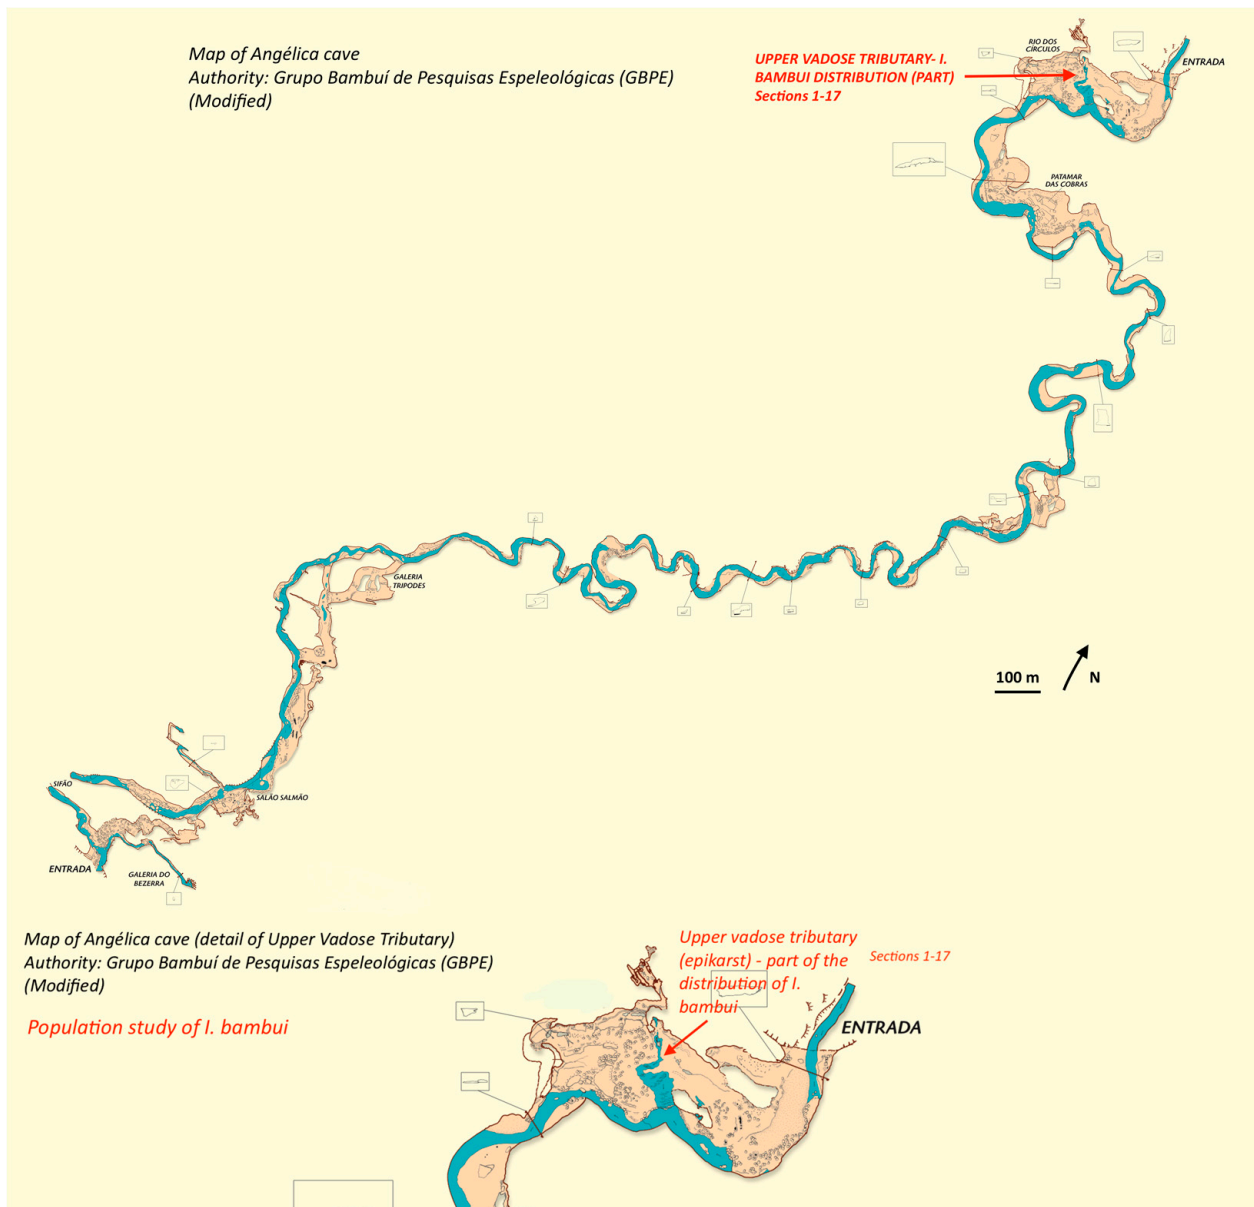 Map of Angélica cave
Authority: Grupo Bambuí de Pesquisas Espeleológicas (GBPE)
(Modified)
UPPER VADOSE TRIBUTARY- I.
BAMBUI DISTRIBUTION (PART)
Sections 1-17
RIO DOS
CÍRCULOS
ENTRADA
PATAMAR
DAS COBRAS
GALERIA
TRIPODES
100 m
N
SIFÃO
SALÃO SALMÃO
ENTRADA
GALERIA DO
BEZERRA
Map of Angélica cave (detail of Upper Vadose Tributary)
Authority: Grupo Bambuí de Pesquisas Espeleológicas (GBPE)
(Modified)
Population study of I. bambui
Upper vadose tributary
(epikarst) - part of the
distribution of I.
bambui
Sections 1-17
ENTRADA